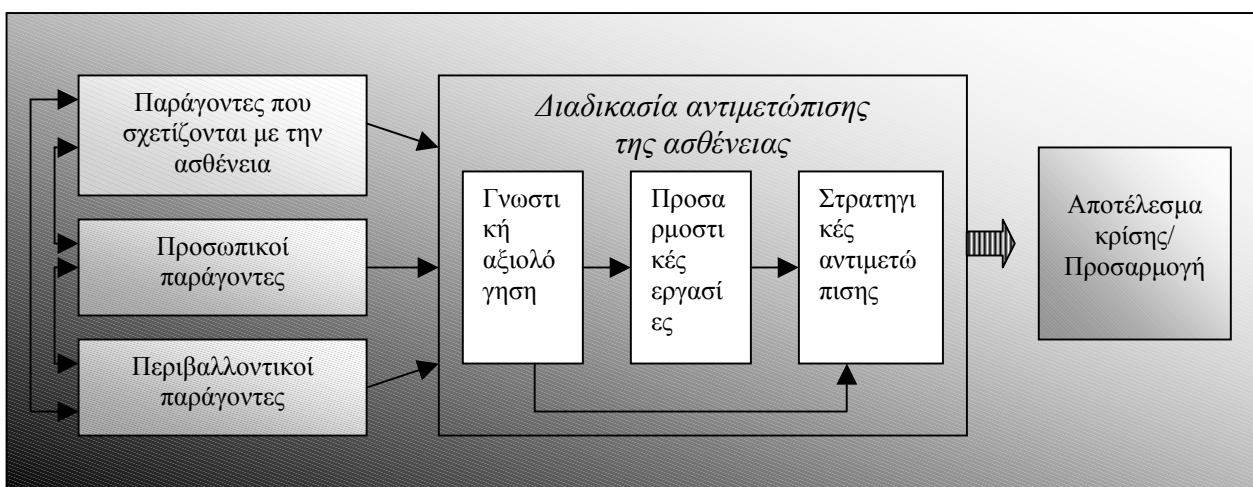 Παράγοντες που
σχετίζονται με την
ασθένεια
Προσωπικοί
παράγοντες
Περιβαλλοντικοί
παράγοντες
Διαδικασία αντιμετώπισης
της ασθένειας
Γνωστι
κή
αξιολό
γηση
Προσα
ρμοστι
κές
εργασί
ες
Στρατηγι
κές
αντιμετώ
πισης
Αποτέλεσμα
κρίσης/
Προσαρμογή